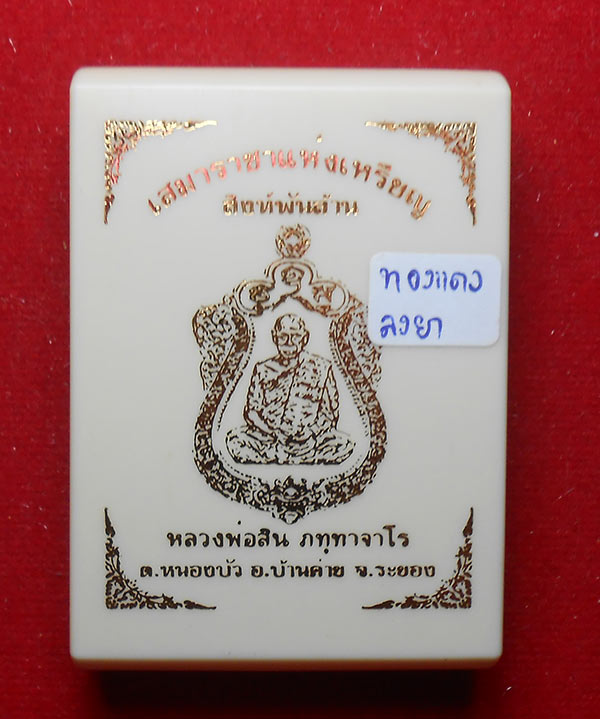 เสมาราชาแห่งเหรียญ
สิงห์พันล้าน
ทองแดง
ลงยา
หลวงพ่อสิน ภทฺทาจาโร
ต.หนองบัว อ.บ้านค่าย จ.ระยอง